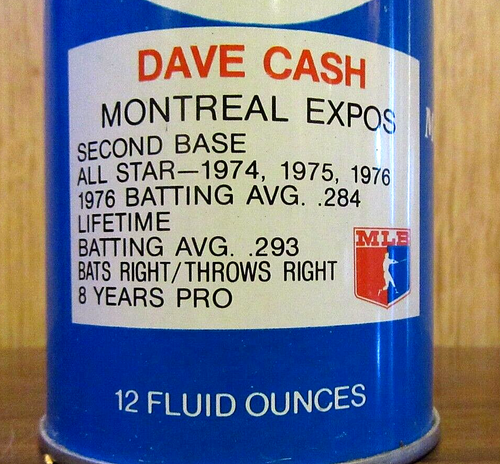 DAVE CASH
MONTREAL EXPOS
SECOND BASE
ALL STAR—1974, 1975, 1976
1976 BATTING AVG. .284
LIFETIME
BATTING AVG. .293
BATS RIGHT/THROWS RIGHT
8 YEARS PRO
MLB
12 FLUID OUNCES